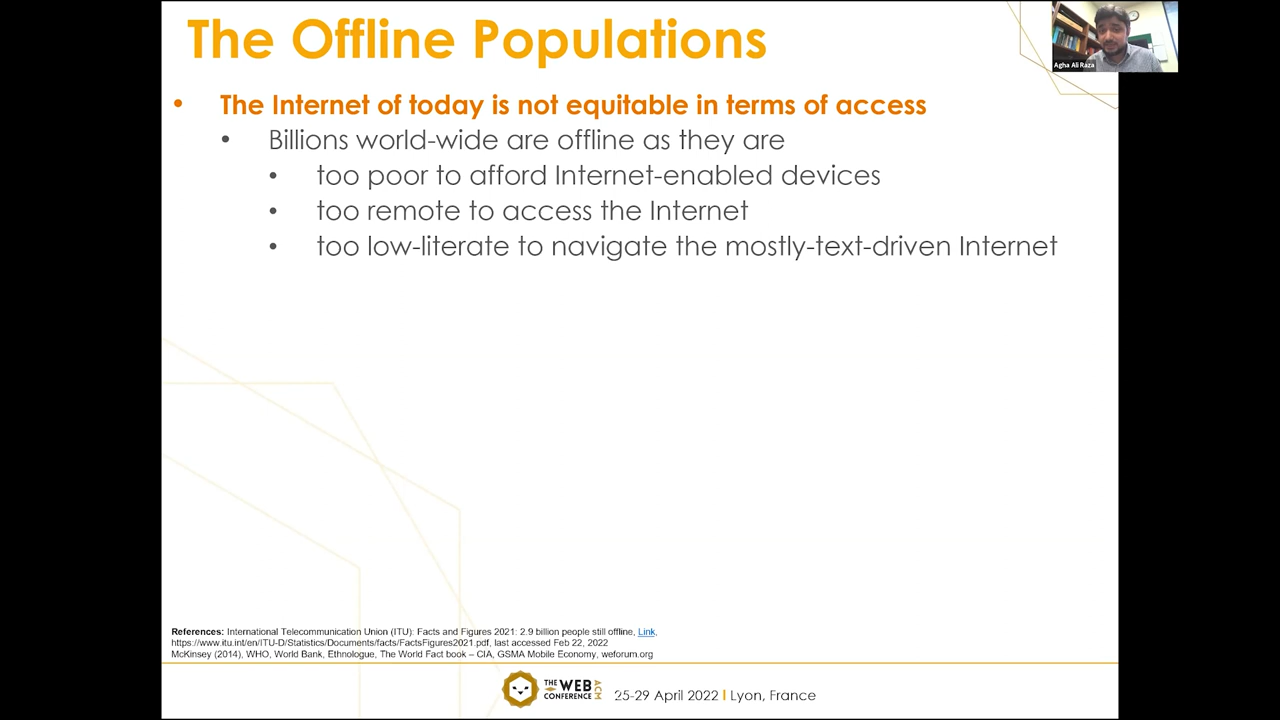 The Offline Populations
Agha Ali Raza
• The Internet of today is not equitable in terms of access
• Billions world-wide are offline as they are
• too poor to afford Internet-enabled devices
• too remote to access the Internet
• too low-literate to navigate the mostly-text-driven Internet
References: International Telecommunication Union (ITU): Facts and Figures 2021: 2.9 billion people still offline, Link,
https://www.itu.int/en/ITU-D/Statistics/Documents/facts/FactsFigures2021.pdf, last accessed Feb 22, 2022
McKinsey (2014), WHO, World Bank, Ethnologue, The World Fact book – CIA, GSMA Mobile Economy, weforum.org
THE WEB
CONFERENCE
ACM
25-29 April 2022 I Lyon, France